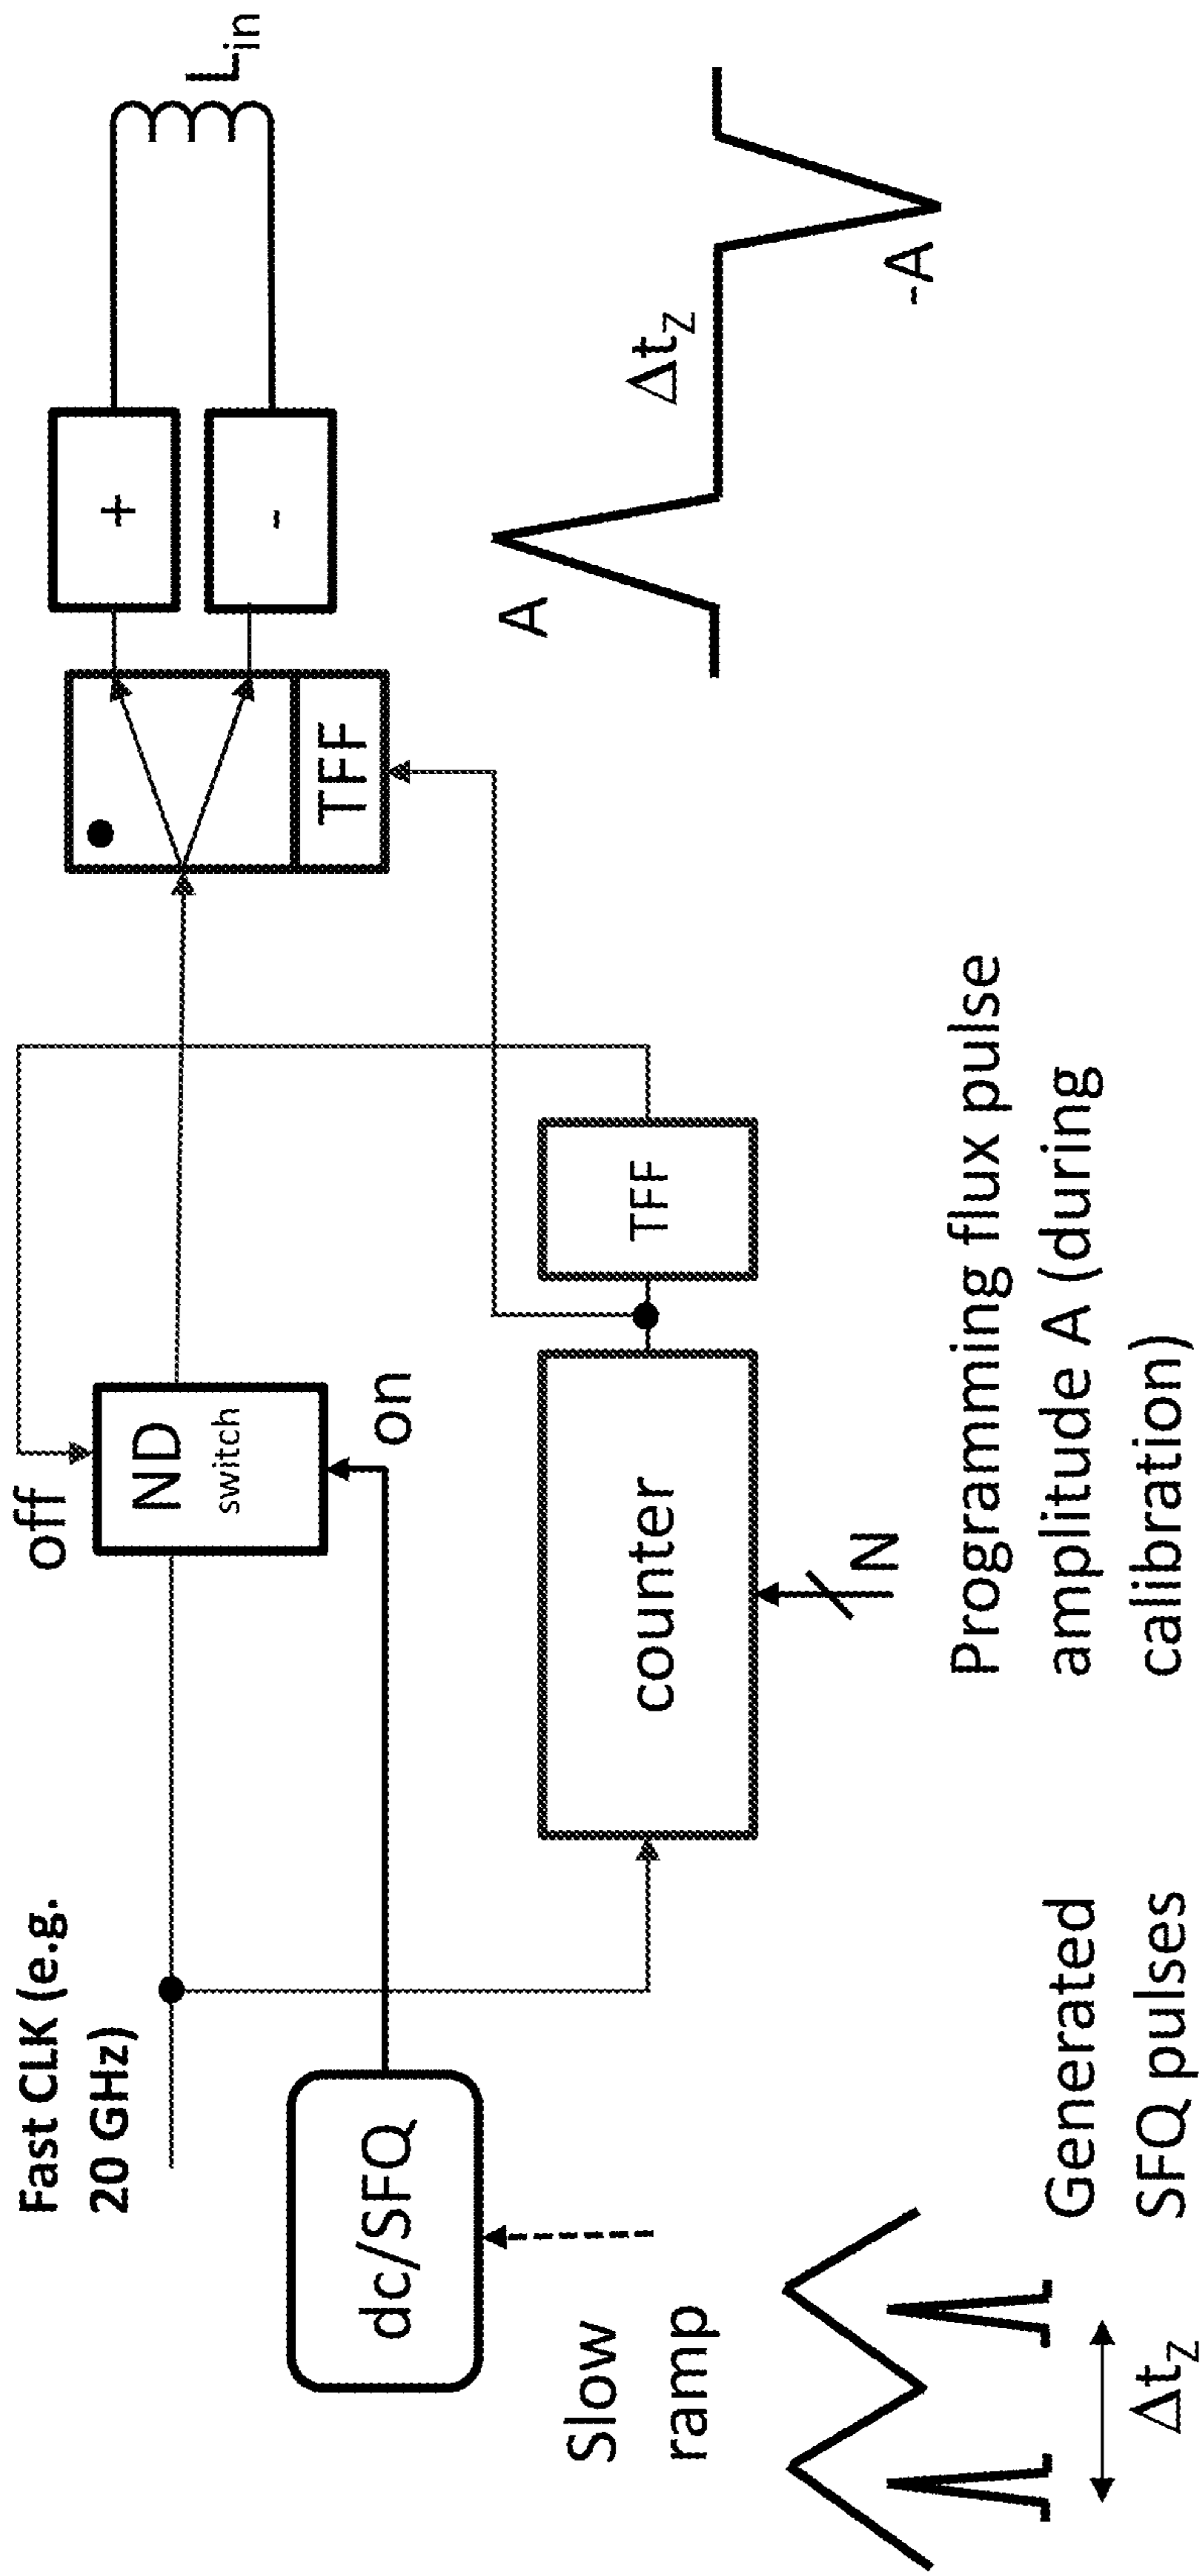 Fast CLK (e.g.
20 GHz)
off
ND
switch
on
dc/SFQ
Slow
ramp
counter
N
TFF
TFF
+
-
L_in
A
Δt_Z
-A
Δt_Z
Generated
SFQ pulses
Programming flux pulse
amplitude A (during
calibration)